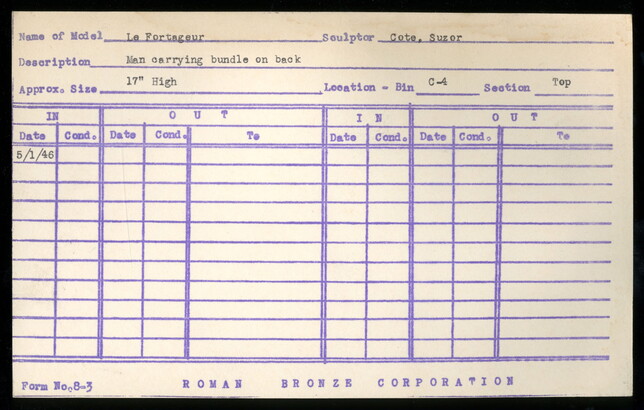 Name of Model Le Fortageur Sculptor Cote, Suzor
Description Man carrying bundle on back
Approx. Size 17" High Location - Bin C-4 Section Top
IN OUT IN OUT
Date Cond. Date Cond. To Date Cond. Date Cond. To
5/1/46
Form No. 8-3 ROMAN BRONZE CORPORATION